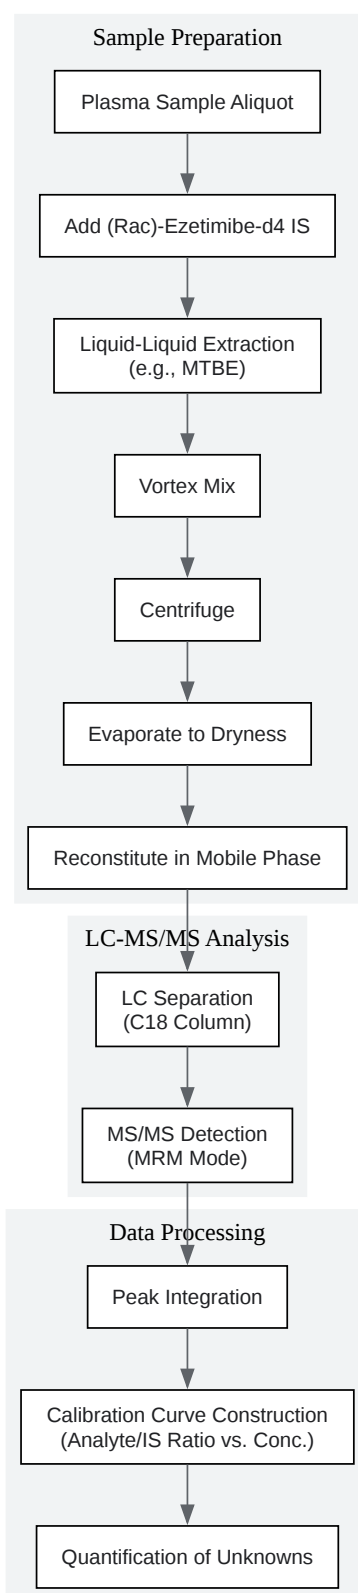 Sample Preparation
Plasma Sample Aliquot
Add (Rac)-Ezetimibe-d4 IS
Liquid-Liquid Extraction
(e.g., MTBE)
Vortex Mix
Centrifuge
Evaporate to Dryness
Reconstitute in Mobile Phase
LC-MS/MS Analysis
LC Separation
(C18 Column)
MS/MS Detection
(MRM Mode)
Data Processing
Peak Integration
Calibration Curve Construction
(Analyte/IS Ratio vs. Conc.)
Quantification of Unknowns